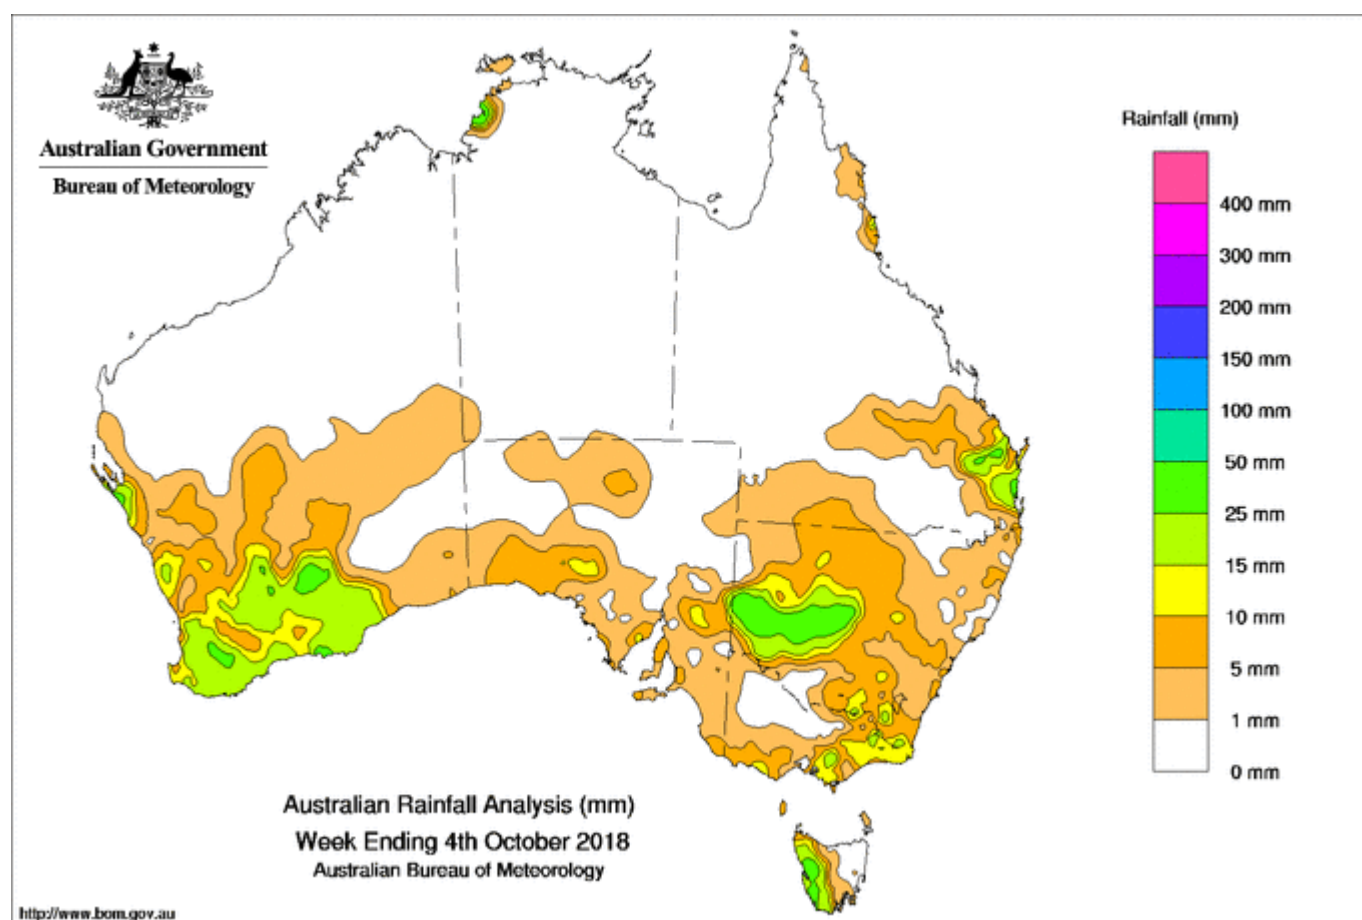 Australian Government
Bureau of Meteorology
Rainfall (mm)
400 mm
300 mm
200 mm
150 mm
100 mm
50 mm
25 mm
15 mm
10 mm
5 mm
1 mm
0 mm
Australian Rainfall Analysis (mm)
Week Ending 4th October 2018
Australian Bureau of Meteorology
http://www.bom.gov.au